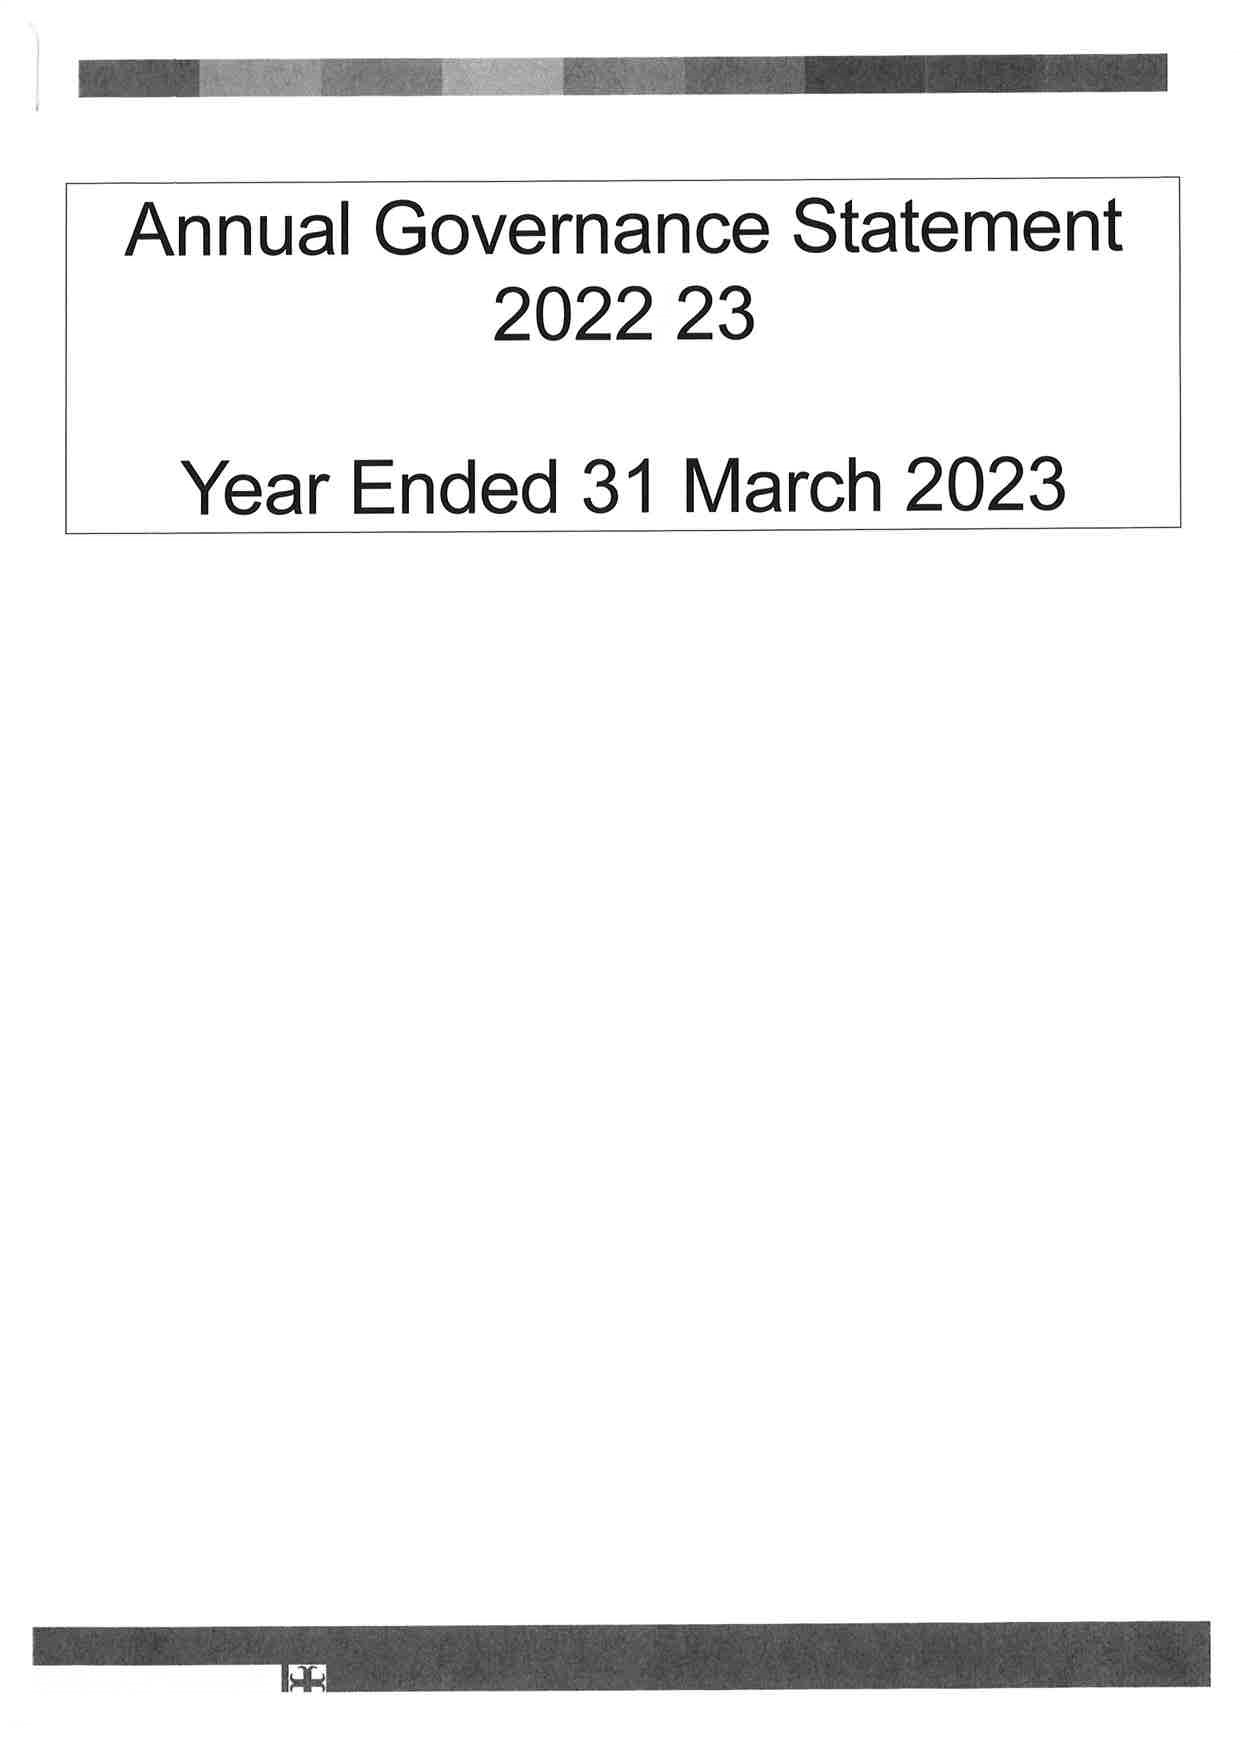 Annual Governance Statement
2022 23
Year Ended 31 March 2023